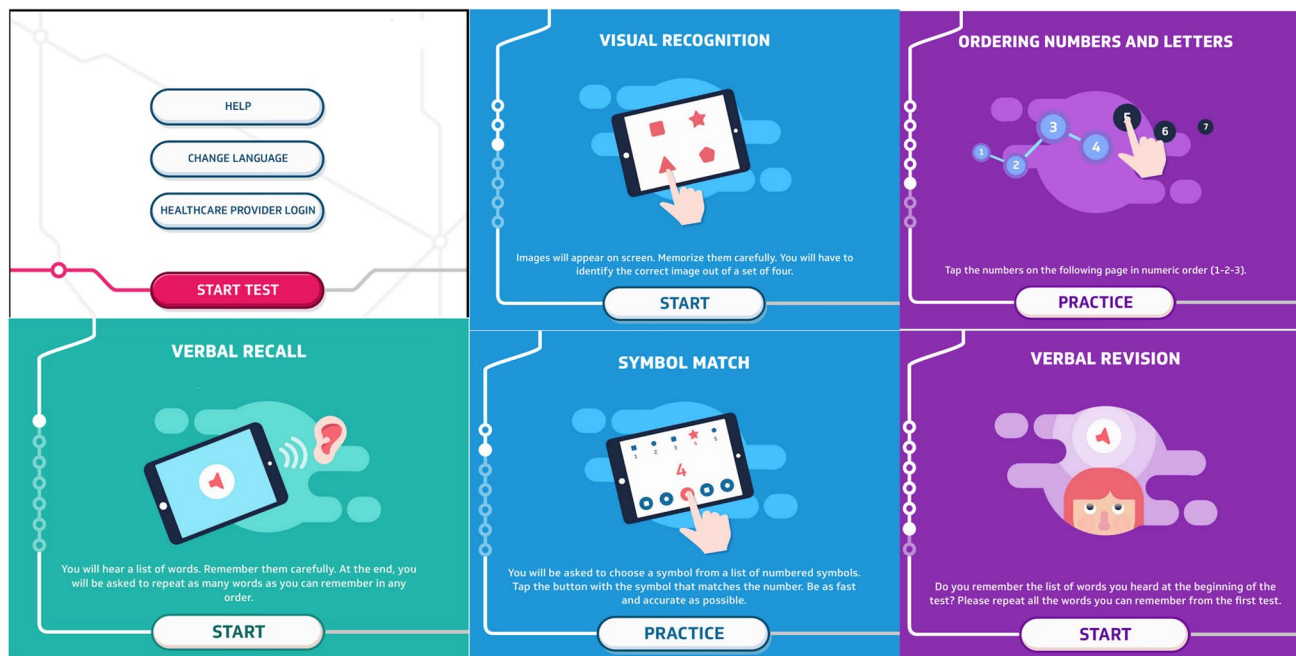 HELP
CHANGE LANGUAGE
HEALTHCARE PROVIDER LOGIN
START TEST
VISUAL RECOGNITION
Images will appear on screen. Memorize them carefully. You will have to
identify the correct image out of a set of four.
START
ORDERING NUMBERS AND LETTERS
1
2
3
4
5
6
7
Tap the numbers on the following page in numeric order (1-2-3).
PRACTICE
VERBAL RECALL
You will hear a list of words. Remember them carefully. At the end, you
will be asked to repeat as many words as you can remember in any
order.
START
SYMBOL MATCH
1 2 3 4 5
4
You will be asked to choose a symbol from a list of numbered symbols.
Tap the button with the symbol that matches the number. Be as fast
and accurate as possible.
PRACTICE
VERBAL REVISION
Do you remember the list of words you heard at the beginning of the
test? Please repeat all the words you can remember from the first test.
START